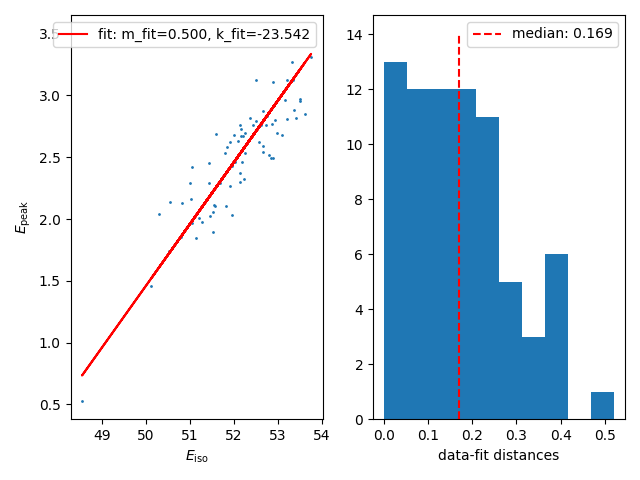 fit: m_fit=0.500, k_fit=-23.542
3.5
3.0
2.5
2.0
1.5
1.0
0.5
E_peak
49 50 51 52 53 54
E_iso
median: 0.169
14
12
10
8
6
4
2
0
0.0 0.1 0.2 0.3 0.4 0.5
data-fit distances